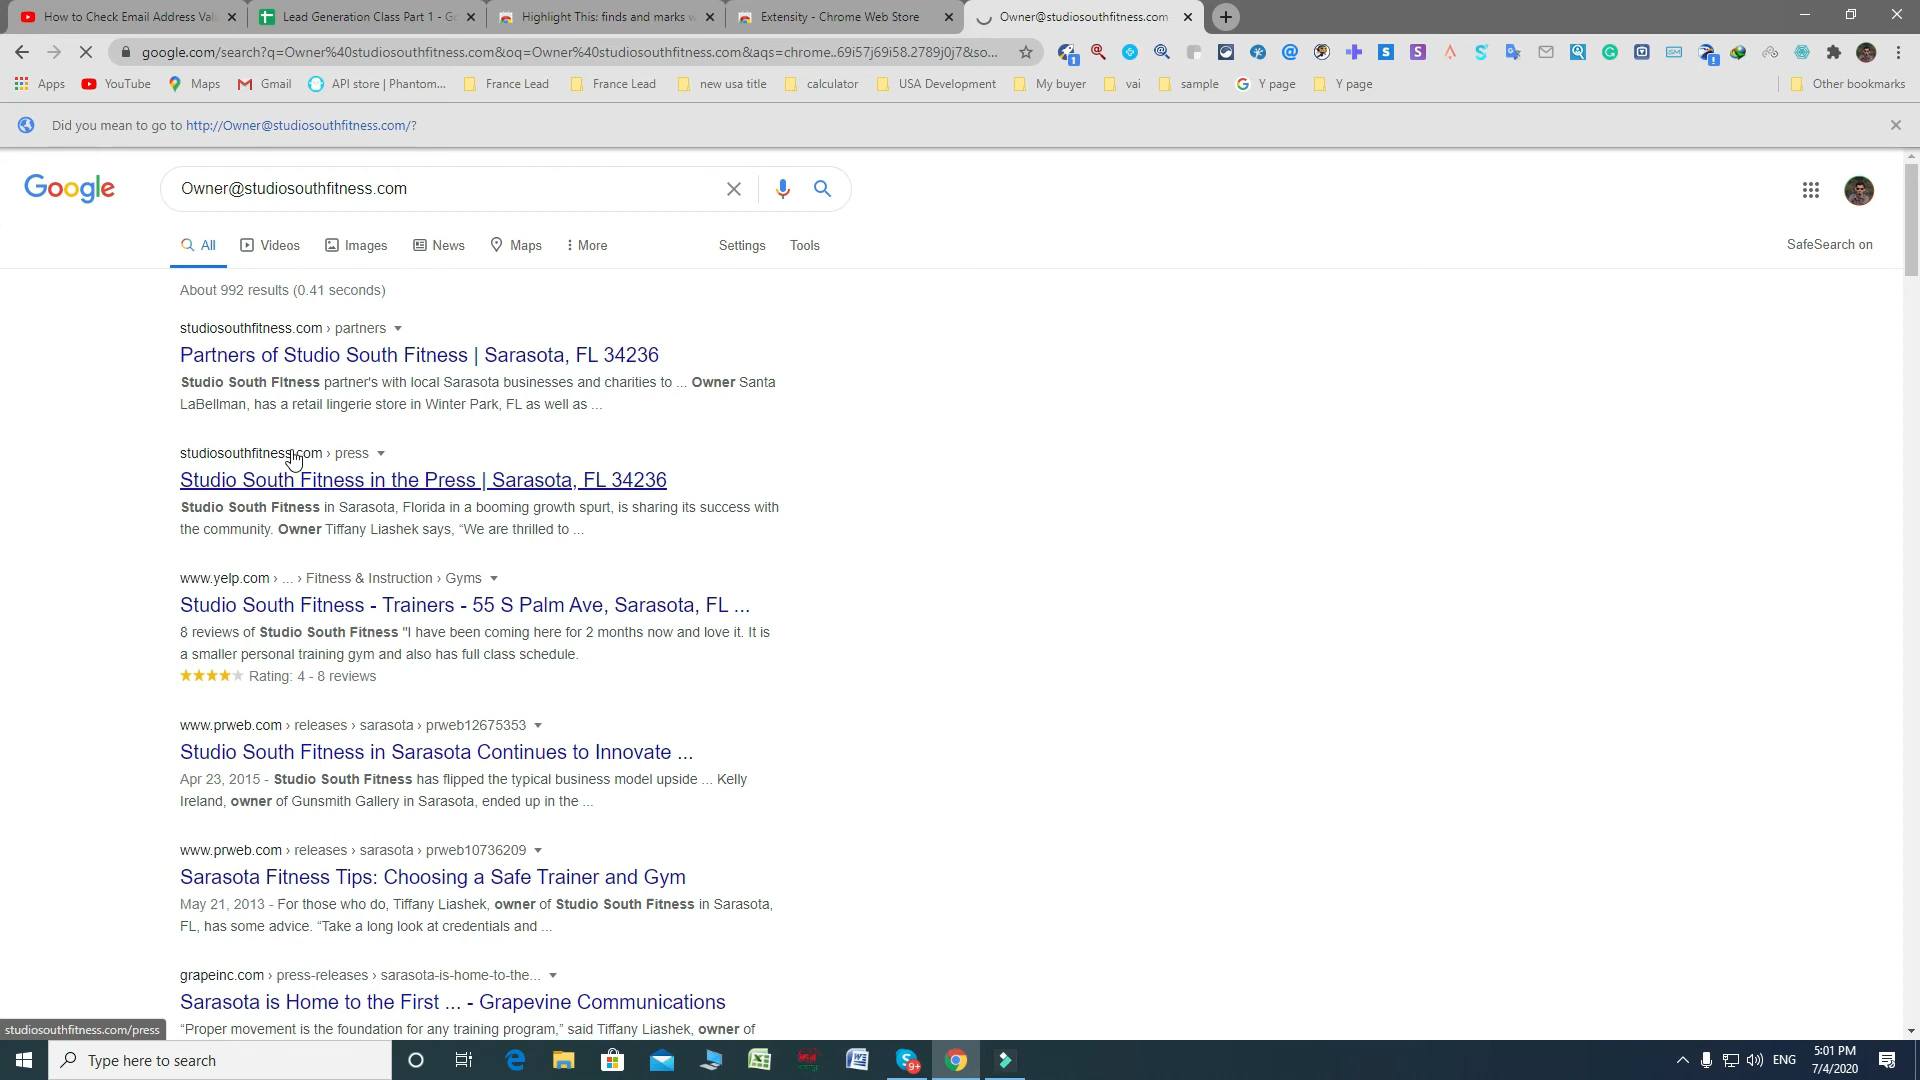 How to Check Email Address Vali
Lead Generation Class Part 1 - Go
Highlight This: finds and marks w
Extensity - Chrome Web Store
Owner@studiosouthfitness.com
google.com/search?q=Owner%40studiosouthfitness.com&oq=Owner%40studiosouthfitness.com&aqs=chrome..69i57j69i58.2789j0j7&so...
Apps YouTube Maps Gmail API store | Phantom... France Lead France Lead new usa title calculator USA Development My buyer vai sample Y page Y page Other bookmarks
Did you mean to go to http://Owner@studiosouthfitness.com/?
Google
Owner@studiosouthfitness.com
All Videos Images News Maps More Settings Tools SafeSearch on
About 992 results (0.41 seconds)
studiosouthfitness.com › partners
Partners of Studio South Fitness | Sarasota, FL 34236
Studio South FItness partner's with local Sarasota businesses and charities to ... Owner Santa
LaBellman, has a retail lingerie store in Winter Park, FL as well as ...
studiosouthfitness.com › press
Studio South Fitness in the Press | Sarasota, FL 34236
Studio South Fitness in Sarasota, Florida in a booming growth spurt, is sharing its success with
the community. Owner Tiffany Liashek says, “We are thrilled to ...
www.yelp.com › ... › Fitness & Instruction › Gyms
Studio South Fitness - Trainers - 55 S Palm Ave, Sarasota, FL ...
8 reviews of Studio South Fitness "I have been coming here for 2 months now and love it. It is
a smaller personal training gym and also has full class schedule.
Rating: 4 - 8 reviews
www.prweb.com › releases › sarasota › prweb12675353
Studio South Fitness in Sarasota Continues to Innovate ...
Apr 23, 2015 - Studio South Fitness has flipped the typical business model upside ... Kelly
Ireland, owner of Gunsmith Gallery in Sarasota, ended up in the ...
www.prweb.com › releases › sarasota › prweb10736209
Sarasota Fitness Tips: Choosing a Safe Trainer and Gym
May 21, 2013 - For those who do, Tiffany Liashek, owner of Studio South Fitness in Sarasota,
FL, has some advice. “Take a long look at credentials and ...
grapeinc.com › press-releases › sarasota-is-home-to-the...
Sarasota is Home to the First ... - Grapevine Communications
“Proper movement is the foundation for any training program,” said Tiffany Liashek, owner of
studiosouthfitness.com/press
Type here to search
9+
ENG
5:01 PM
7/4/2020